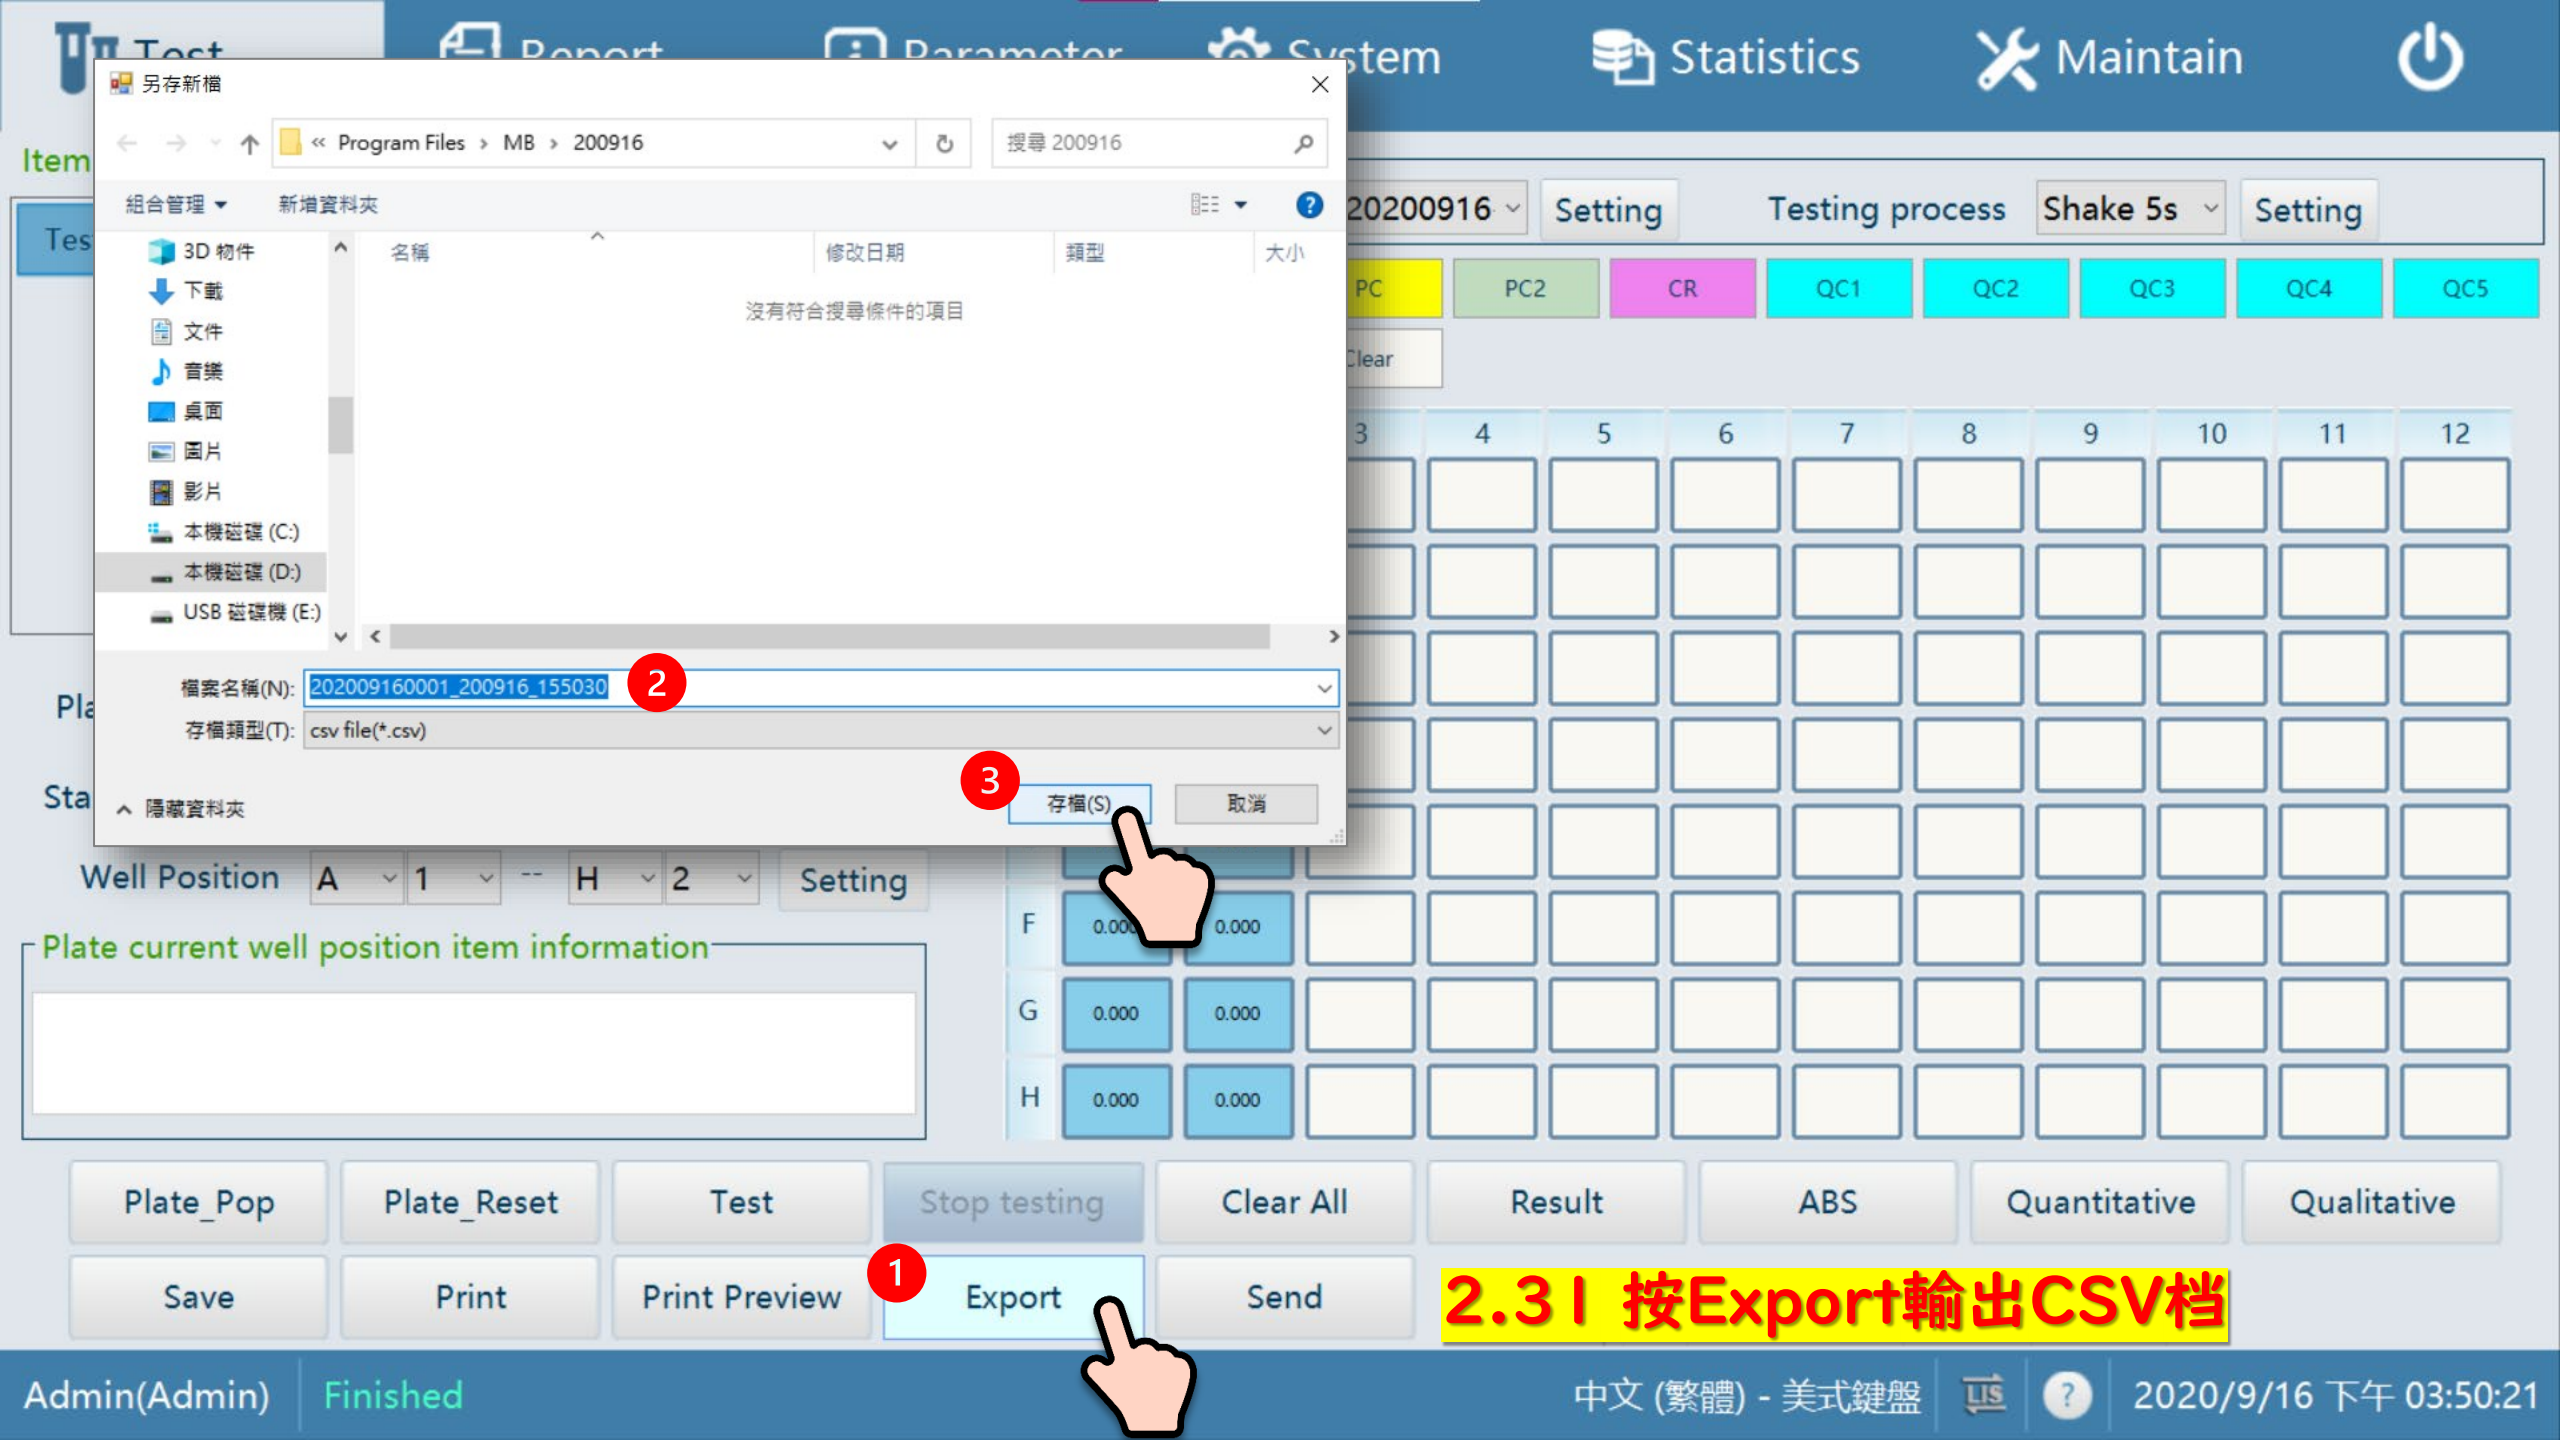 Test
Report
Parameter
System
Statistics
Maintain
另存新檔
« Program Files › MB › 200916
搜尋 200916
Item
組合管理
新增資料夾
20200916
Setting
Testing process
Shake 5s
Setting
Tes
3D 物件
下載
文件
音樂
桌面
圖片
影片
本機磁碟 (C:)
本機磁碟 (D:)
USB 磁碟機 (E:)
名稱
修改日期
類型
大小
沒有符合搜尋條件的項目
PC
PC2
CR
QC1
QC2
QC3
QC4
QC5
Clear
3 4 5 6 7 8 9 10 11 12
檔案名稱(N): 202009160001_200916_155030
2
存檔類型(T): csv file(*.csv)
Pla
Sta
3
隱藏資料夾
存檔(S)
取消
Well Position A 1 -- H 2 Setting
Plate current well position item information
F 0.000 0.000
G 0.000 0.000
H 0.000 0.000
Plate_Pop
Plate_Reset
Test
Stop testing
Clear All
Result
ABS
Quantitative
Qualitative
Save
Print
Print Preview
1
Export
Send
2.31 按Export輸出CSV档
Admin(Admin)
Finished
中文 (繁體) - 美式鍵盤
LIS
?
2020/9/16 下午 03:50:21